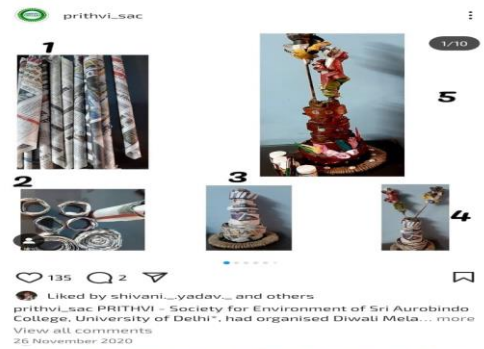 prithvi_sac
1/10
1
5
2
3
4
135 2
Liked by shivani._.yadav._ and others
prithvi_sac PRITHVI - Society for Environment of Sri Aurobindo
College, University of Delhi", had organised Diwali Mela... more
View all comments
26 November 2020